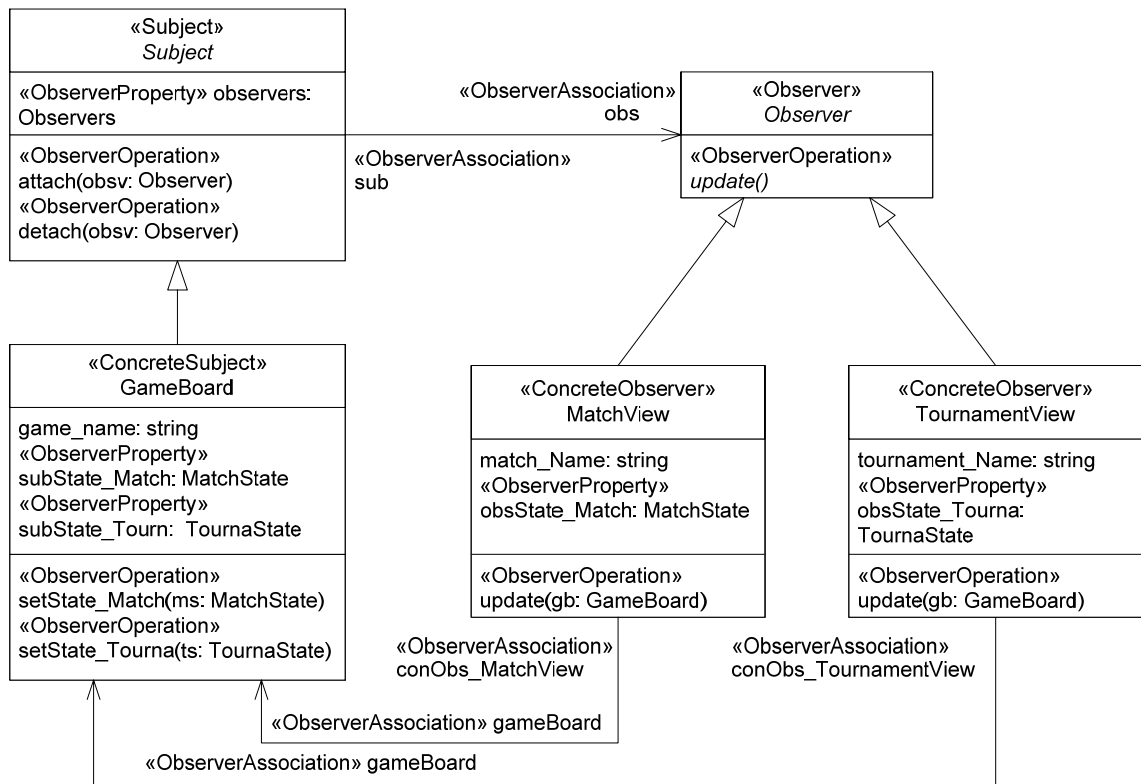 «Subject»
Subject
«ObserverProperty» observers:
Observers
«ObserverOperation»
attach(obsv: Observer)
«ObserverOperation»
detach(obsv: Observer)
«ObserverAssociation»
obs
«ObserverAssociation»
sub
«Observer»
Observer
«ObserverOperation»
update()
«ConcreteSubject»
GameBoard
game_name: string
«ObserverProperty»
subState_Match: MatchState
«ObserverProperty»
subState_Tourn: TournaState
«ObserverOperation»
setState_Match(ms: MatchState)
«ObserverOperation»
setState_Tourna(ts: TournaState)
«ConcreteObserver»
MatchView
match_Name: string
«ObserverProperty»
obsState_Match: MatchState
«ObserverOperation»
update(gb: GameBoard)
«ConcreteObserver»
TournamentView
tournament_Name: string
«ObserverProperty»
obsState_Tourna:
TournaState
«ObserverOperation»
update(gb: GameBoard)
«ObserverAssociation»
conObs_MatchView
«ObserverAssociation»
conObs_TournamentView
«ObserverAssociation» gameBoard
«ObserverAssociation» gameBoard